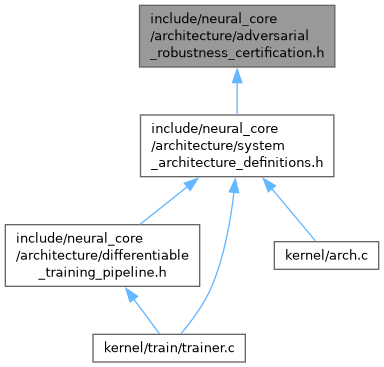 include/neural_core
/architecture/adversarial
_robustness_certification.h
include/neural_core
/architecture/system
_architecture_definitions.h
include/neural_core
/architecture/differentiable
_training_pipeline.h
kernel/arch.c
kernel/train/trainer.c